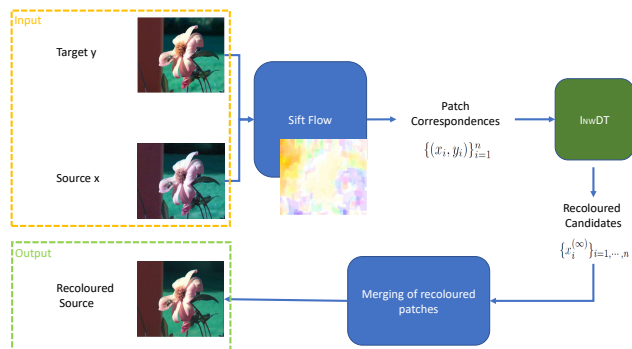 Input
Target y
Source x
Sift Flow
Patch
Correspondences
{(x_i, y_i)}_{i=1}^n
INWDT
Recoloured
Candidates
{x_i^{(∞)}}_{i=1,⋯,n}
Merging of recoloured
patches
Output
Recoloured
Source